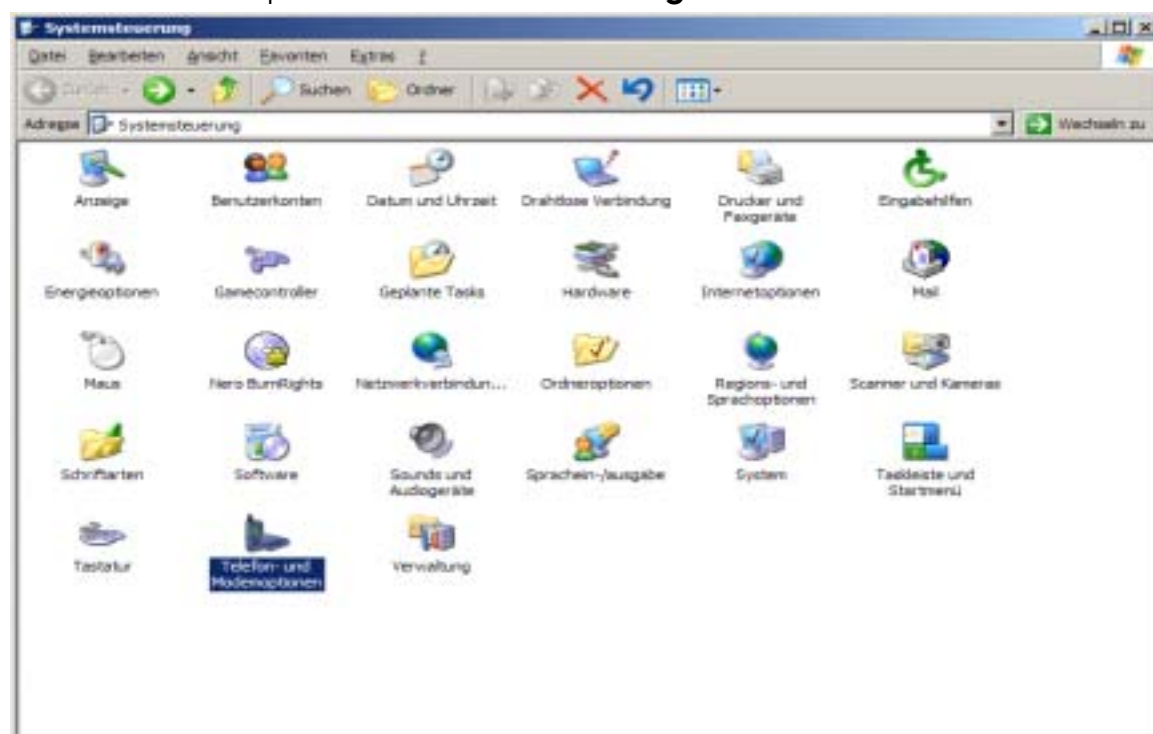 Systemsteuerung
Datei Bearbeiten Ansicht Favoriten Extras ?
Zurück Suchen Ordner
Adresse Systemsteuerung Wechseln zu
Anzeige Benutzerkonten Datum und Uhrzeit Drahtlose Verbindung Drucker und Eingabehilfen
Faxgeräte
Energieoptionen Gamecontroller Geplante Tasks Hardware Internetoptionen Mail
Maus Nero BurnRights Netzwerkverbindun... Ordneroptionen Regions- und Scanner und Kameras
Sprachoptionen
Schriftarten Software Sounds und Sprachein-/ausgabe System Taskleiste und
Audiogeräte Startmenü
Tastatur Telefon- und Verwaltung
Modemoptionen